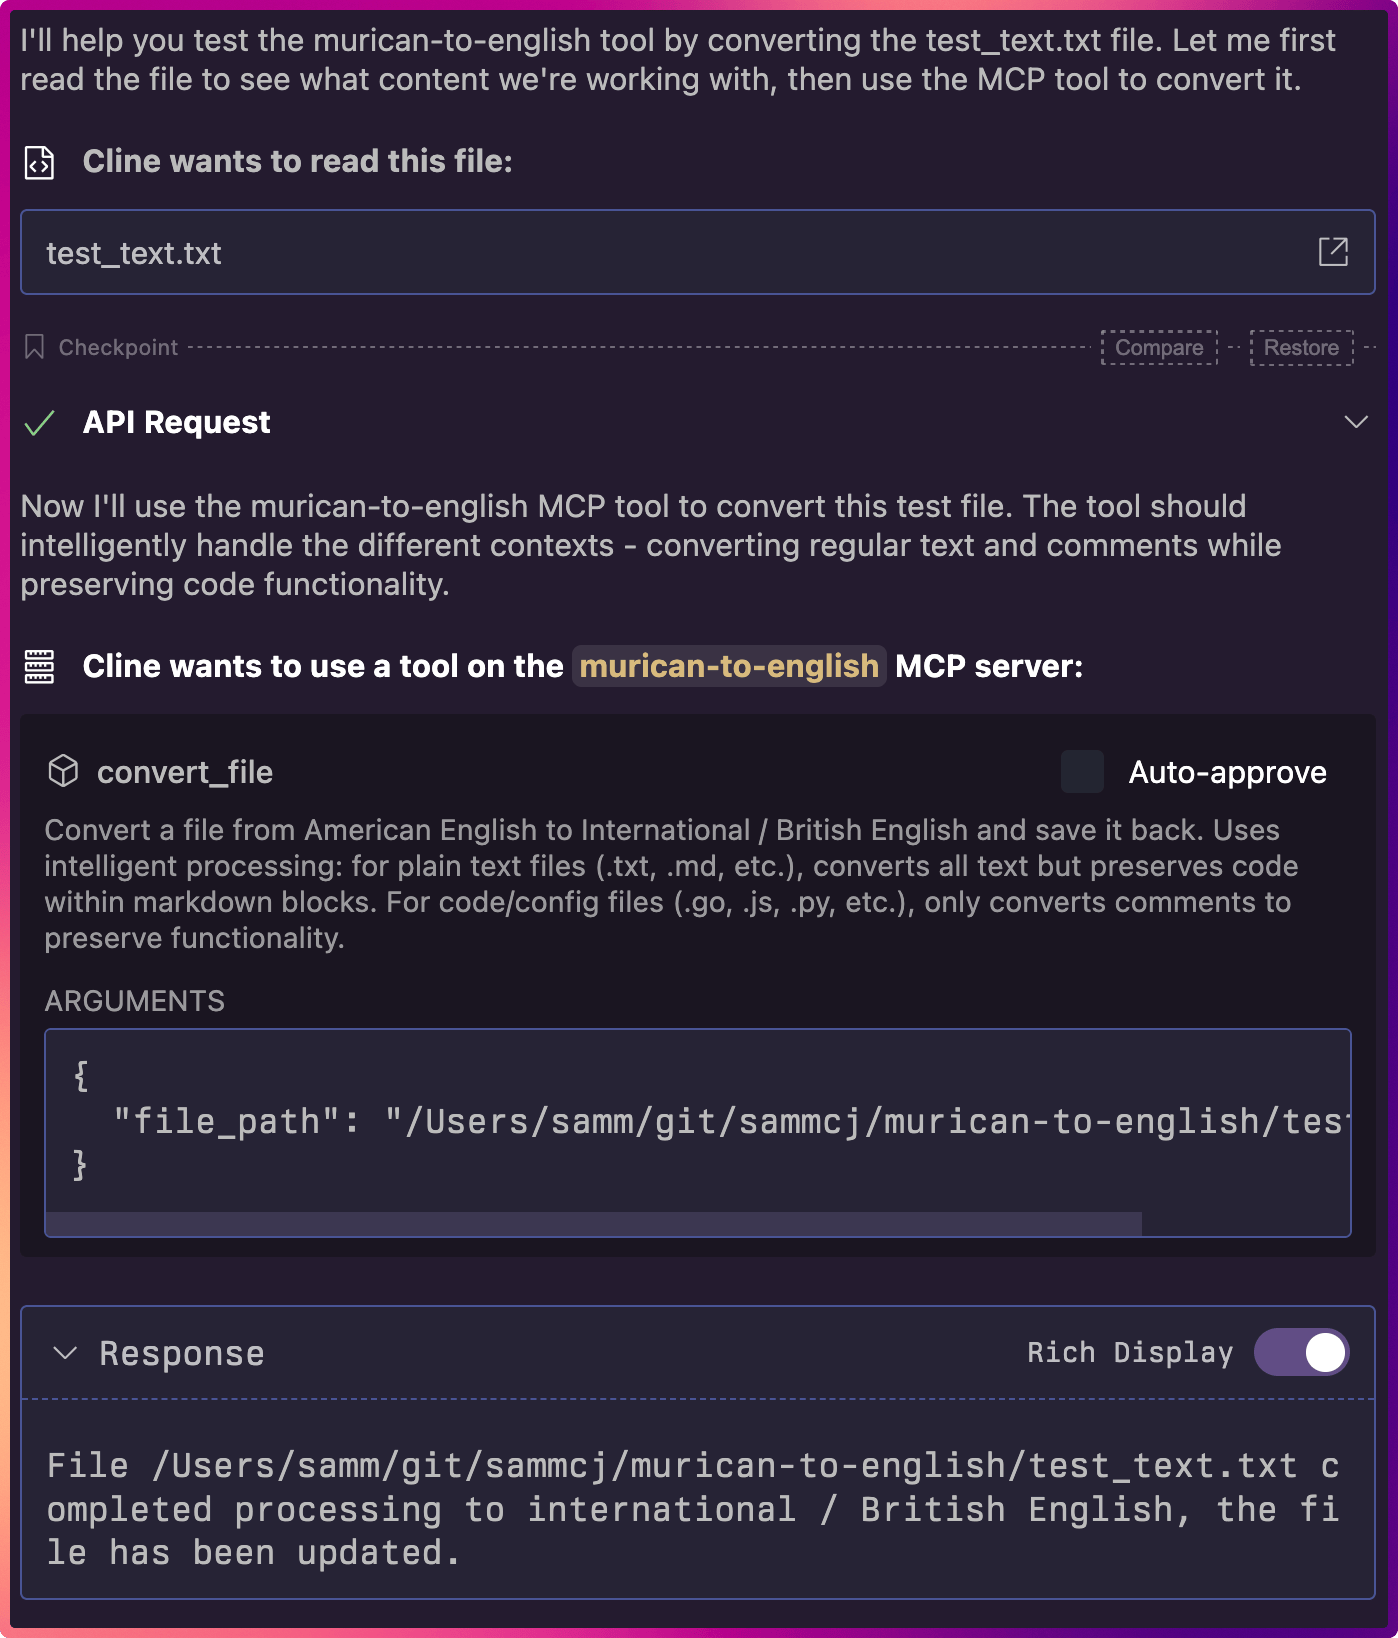 I'll help you test the murican-to-english tool by converting the test_text.txt file. Let me first
read the file to see what content we're working with, then use the MCP tool to convert it.
Cline wants to read this file:
test_text.txt
Checkpoint Compare Restore
API Request
Now I'll use the murican-to-english MCP tool to convert this test file. The tool should
intelligently handle the different contexts - converting regular text and comments while
preserving code functionality.
Cline wants to use a tool on the murican-to-english MCP server:
convert_file Auto-approve
Convert a file from American English to International / British English and save it back. Uses
intelligent processing: for plain text files (.txt, .md, etc.), converts all text but preserves code
within markdown blocks. For code/config files (.go, .js, .py, etc.), only converts comments to
preserve functionality.
ARGUMENTS
{
"file_path": "/Users/samm/git/sammcj/murican-to-english/test
}
Response Rich Display
File /Users/samm/git/sammcj/murican-to-english/test_text.txt c
ompleted processing to international / British English, the fi
le has been updated.